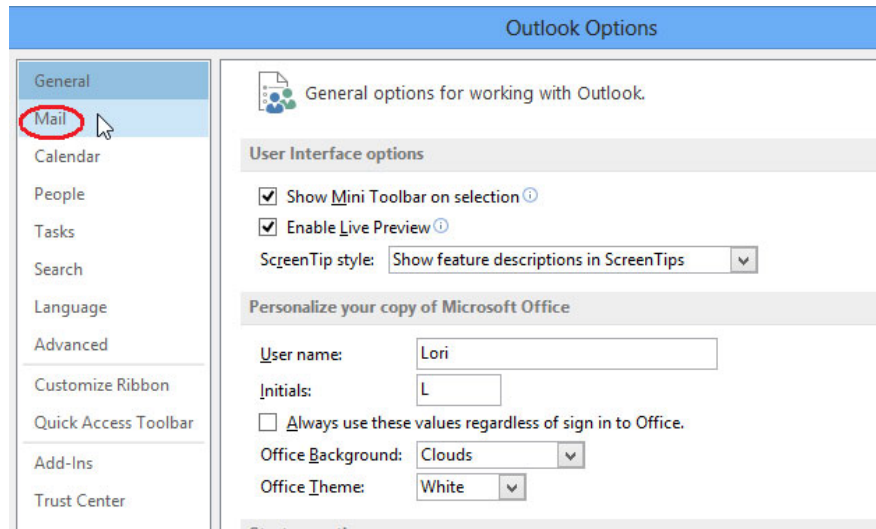 Outlook Options
General
Mail
Calendar
People
Tasks
Search
Language
Advanced
Customize Ribbon
Quick Access Toolbar
Add-Ins
Trust Center
General options for working with Outlook.
User Interface options
Show Mini Toolbar on selection
Enable Live Preview
ScreenTip style: Show feature descriptions in ScreenTips
Personalize your copy of Microsoft Office
User name: Lori
Initials: L
Always use these values regardless of sign in to Office.
Office Background: Clouds
Office Theme: White